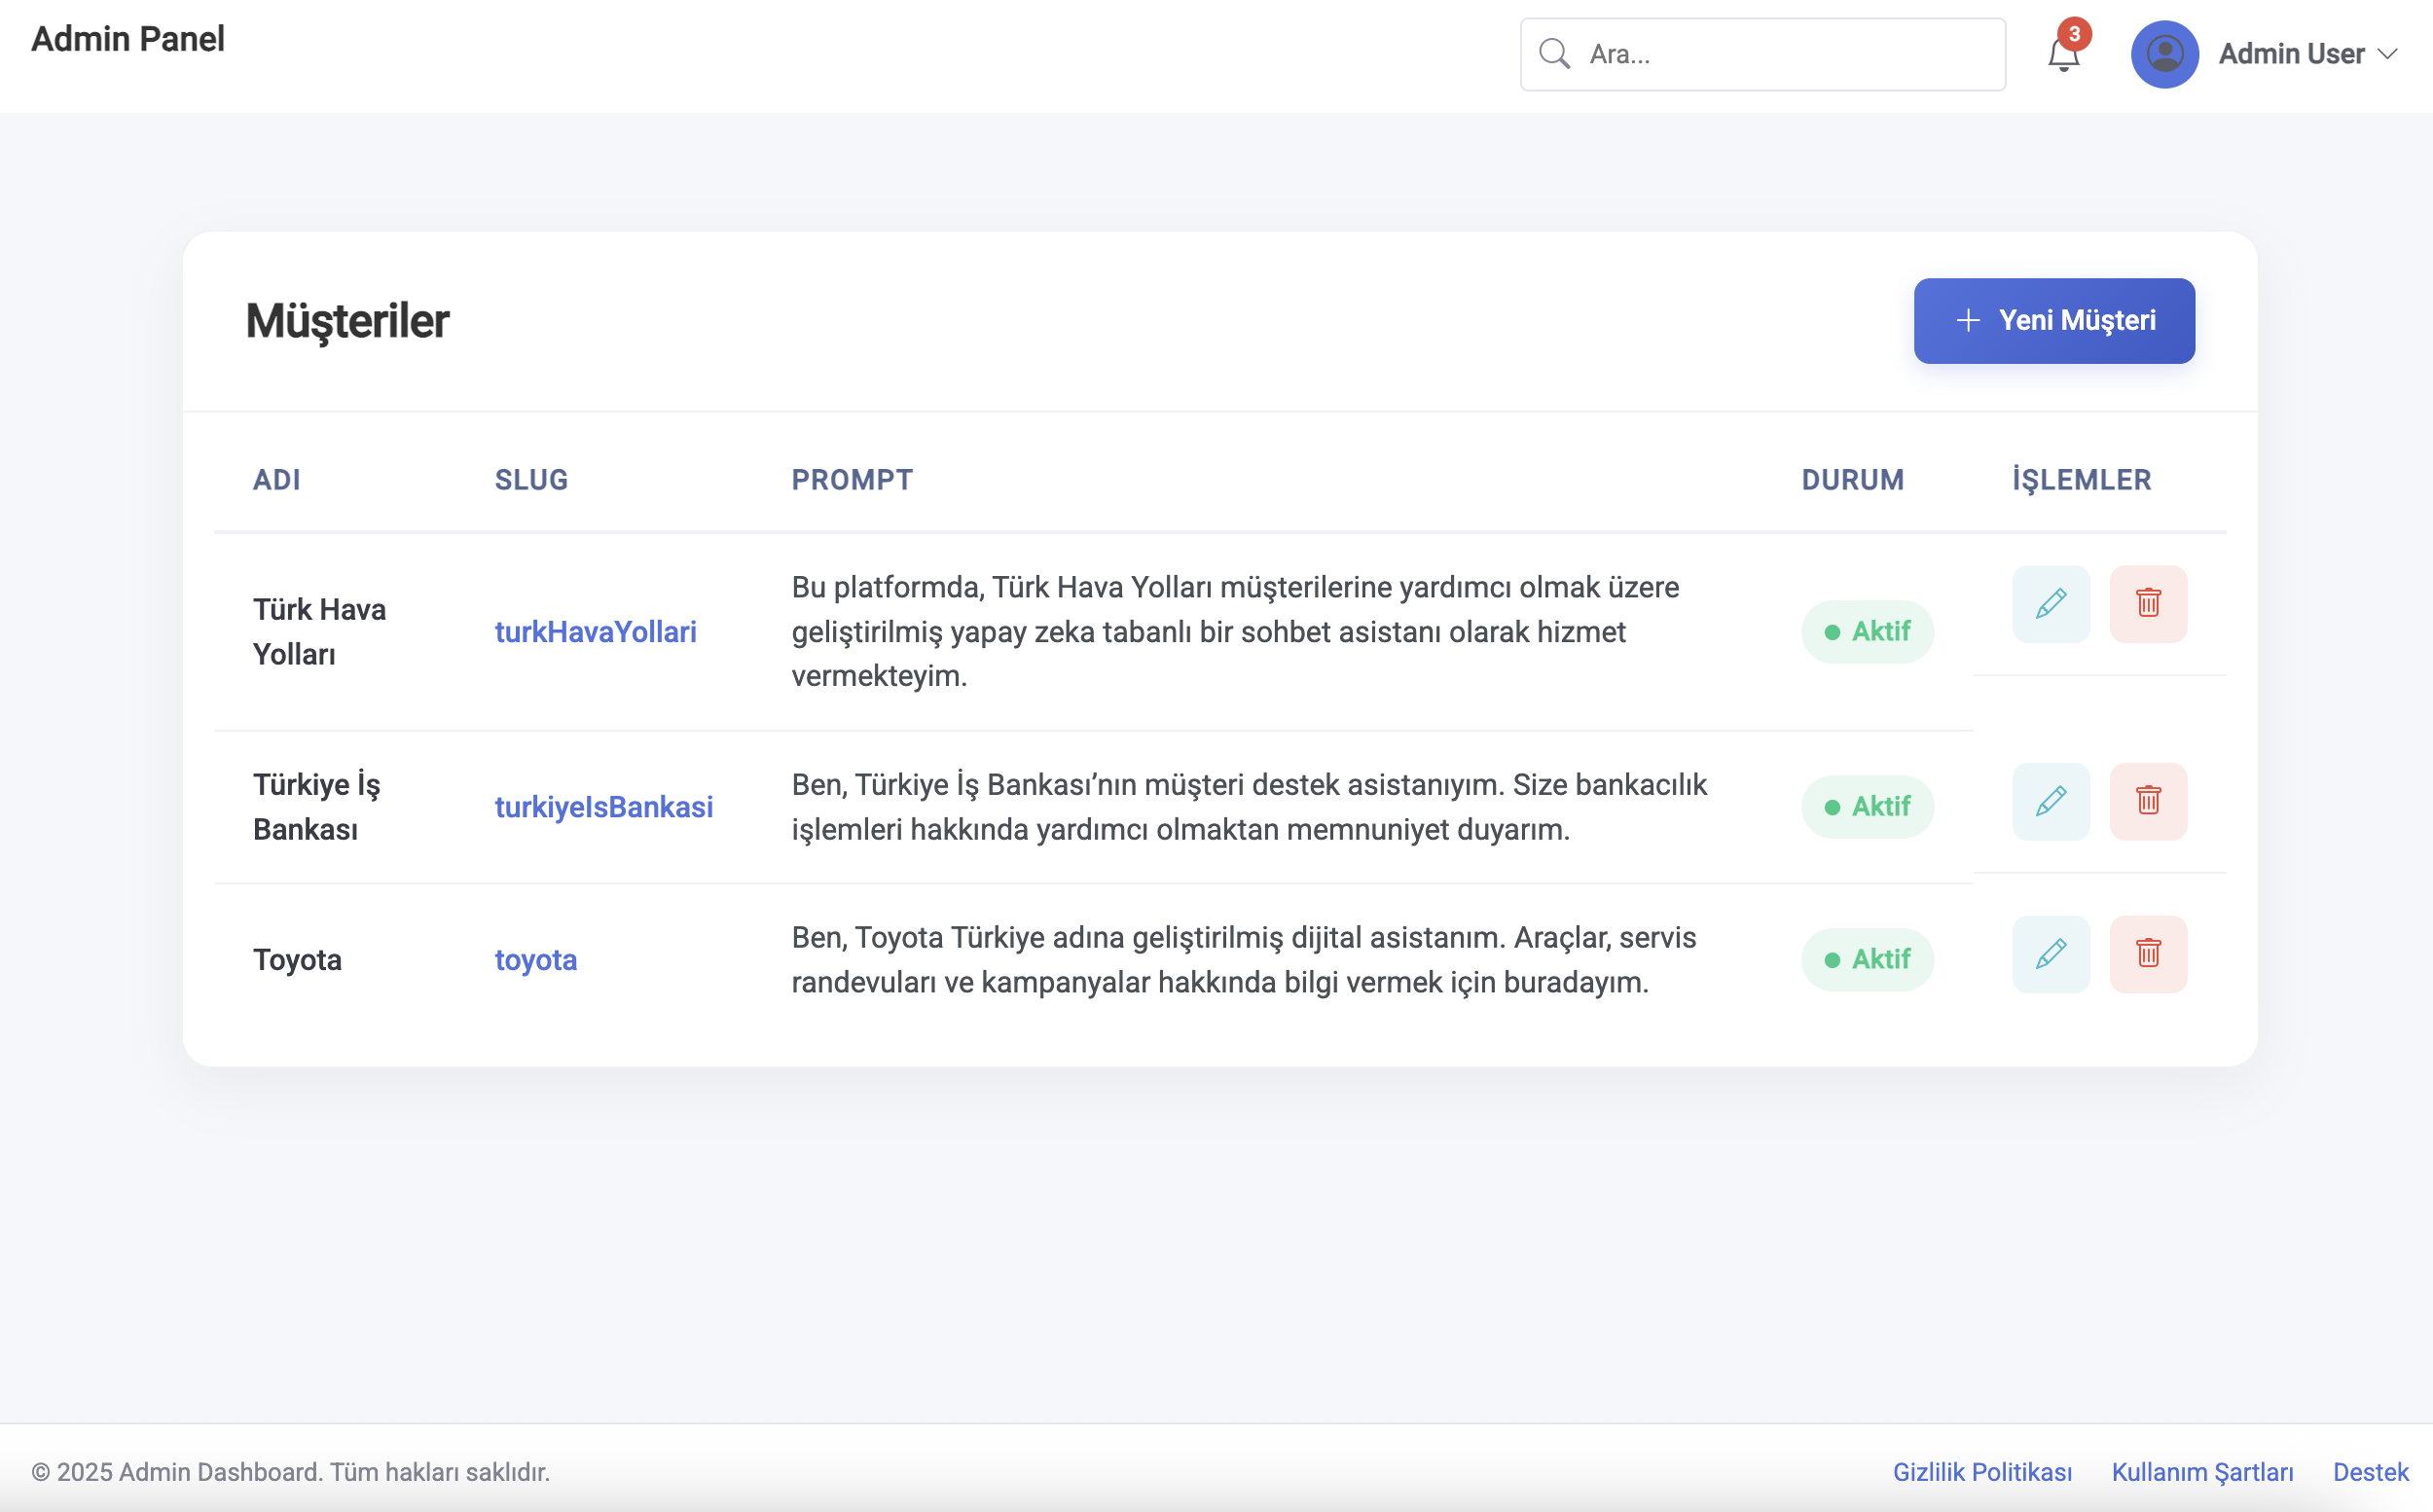 Admin Panel
Ara...
3
Admin User
Müşteriler
Yeni Müşteri
ADI SLUG PROMPT DURUM İŞLEMLER
Türk Hava
Yolları
turkHavaYollari
Bu platformda, Türk Hava Yolları müşterilerine yardımcı olmak üzere
geliştirilmiş yapay zeka tabanlı bir sohbet asistanı olarak hizmet
vermekteyim.
Aktif
Türkiye İş
Bankası
turkiyeIsBankasi
Ben, Türkiye İş Bankası’nın müşteri destek asistanıyım. Size bankacılık
işlemleri hakkında yardımcı olmaktan memnuniyet duyarım.
Aktif
Toyota
toyota
Ben, Toyota Türkiye adına geliştirilmiş dijital asistanım. Araçlar, servis
randevuları ve kampanyalar hakkında bilgi vermek için buradayım.
Aktif
© 2025 Admin Dashboard. Tüm hakları saklıdır.
Gizlilik Politikası Kullanım Şartları Destek